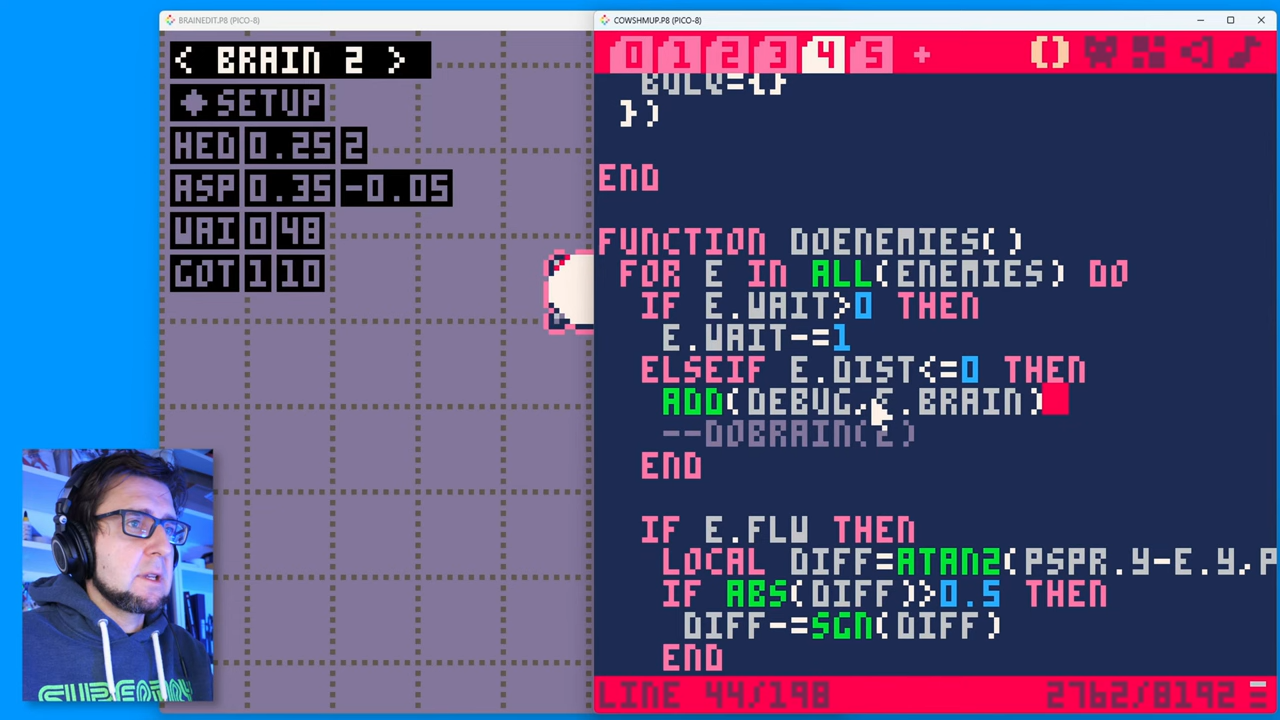 BRAINEDIT.P8 (PICO-8)
< BRAIN 2 >
SETUP
HED 0.25 2
ASP 0.35 -0.05
WAI 0 48
GOT 1 10
COWSHMUP.P8 (PICO-8)
0 1 2 3 4 5 +
})
END
FUNCTION DOENEMIES()
FOR E IN ALL(ENEMIES) DO
IF E.WAIT>0 THEN
E.WAIT-=1
ELSEIF E.DIST<=0 THEN
ADD(DEBUG,E.BRAIN)
--DOBRAIN(E)
END
IF E.FLW THEN
LOCAL DIFF=ATAN2(PSPR.Y-E.Y,P
IF ABS(DIFF)>0.5 THEN
DIFF-=SGN(DIFF)
END
LINE 44/198
2762/8192